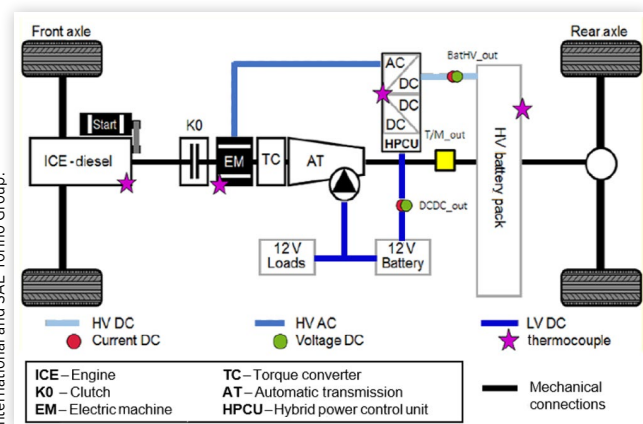 Front axle
Rear axle
BatHV_out
AC
DC
DC
DC
HPCU
Start
K0
T/M_out
HV battery pack
ICE - diesel
EM
TC
AT
DCDC_out
12 V
Loads
12 V
Battery
HV DC
HV AC
LV DC
Current DC
Voltage DC
thermocouple
ICE – Engine
TC – Torque converter
K0 – Clutch
AT – Automatic transmission
EM – Electric machine
HPCU – Hybrid power control unit
Mechanical
connections
International and SAE Torino Group.